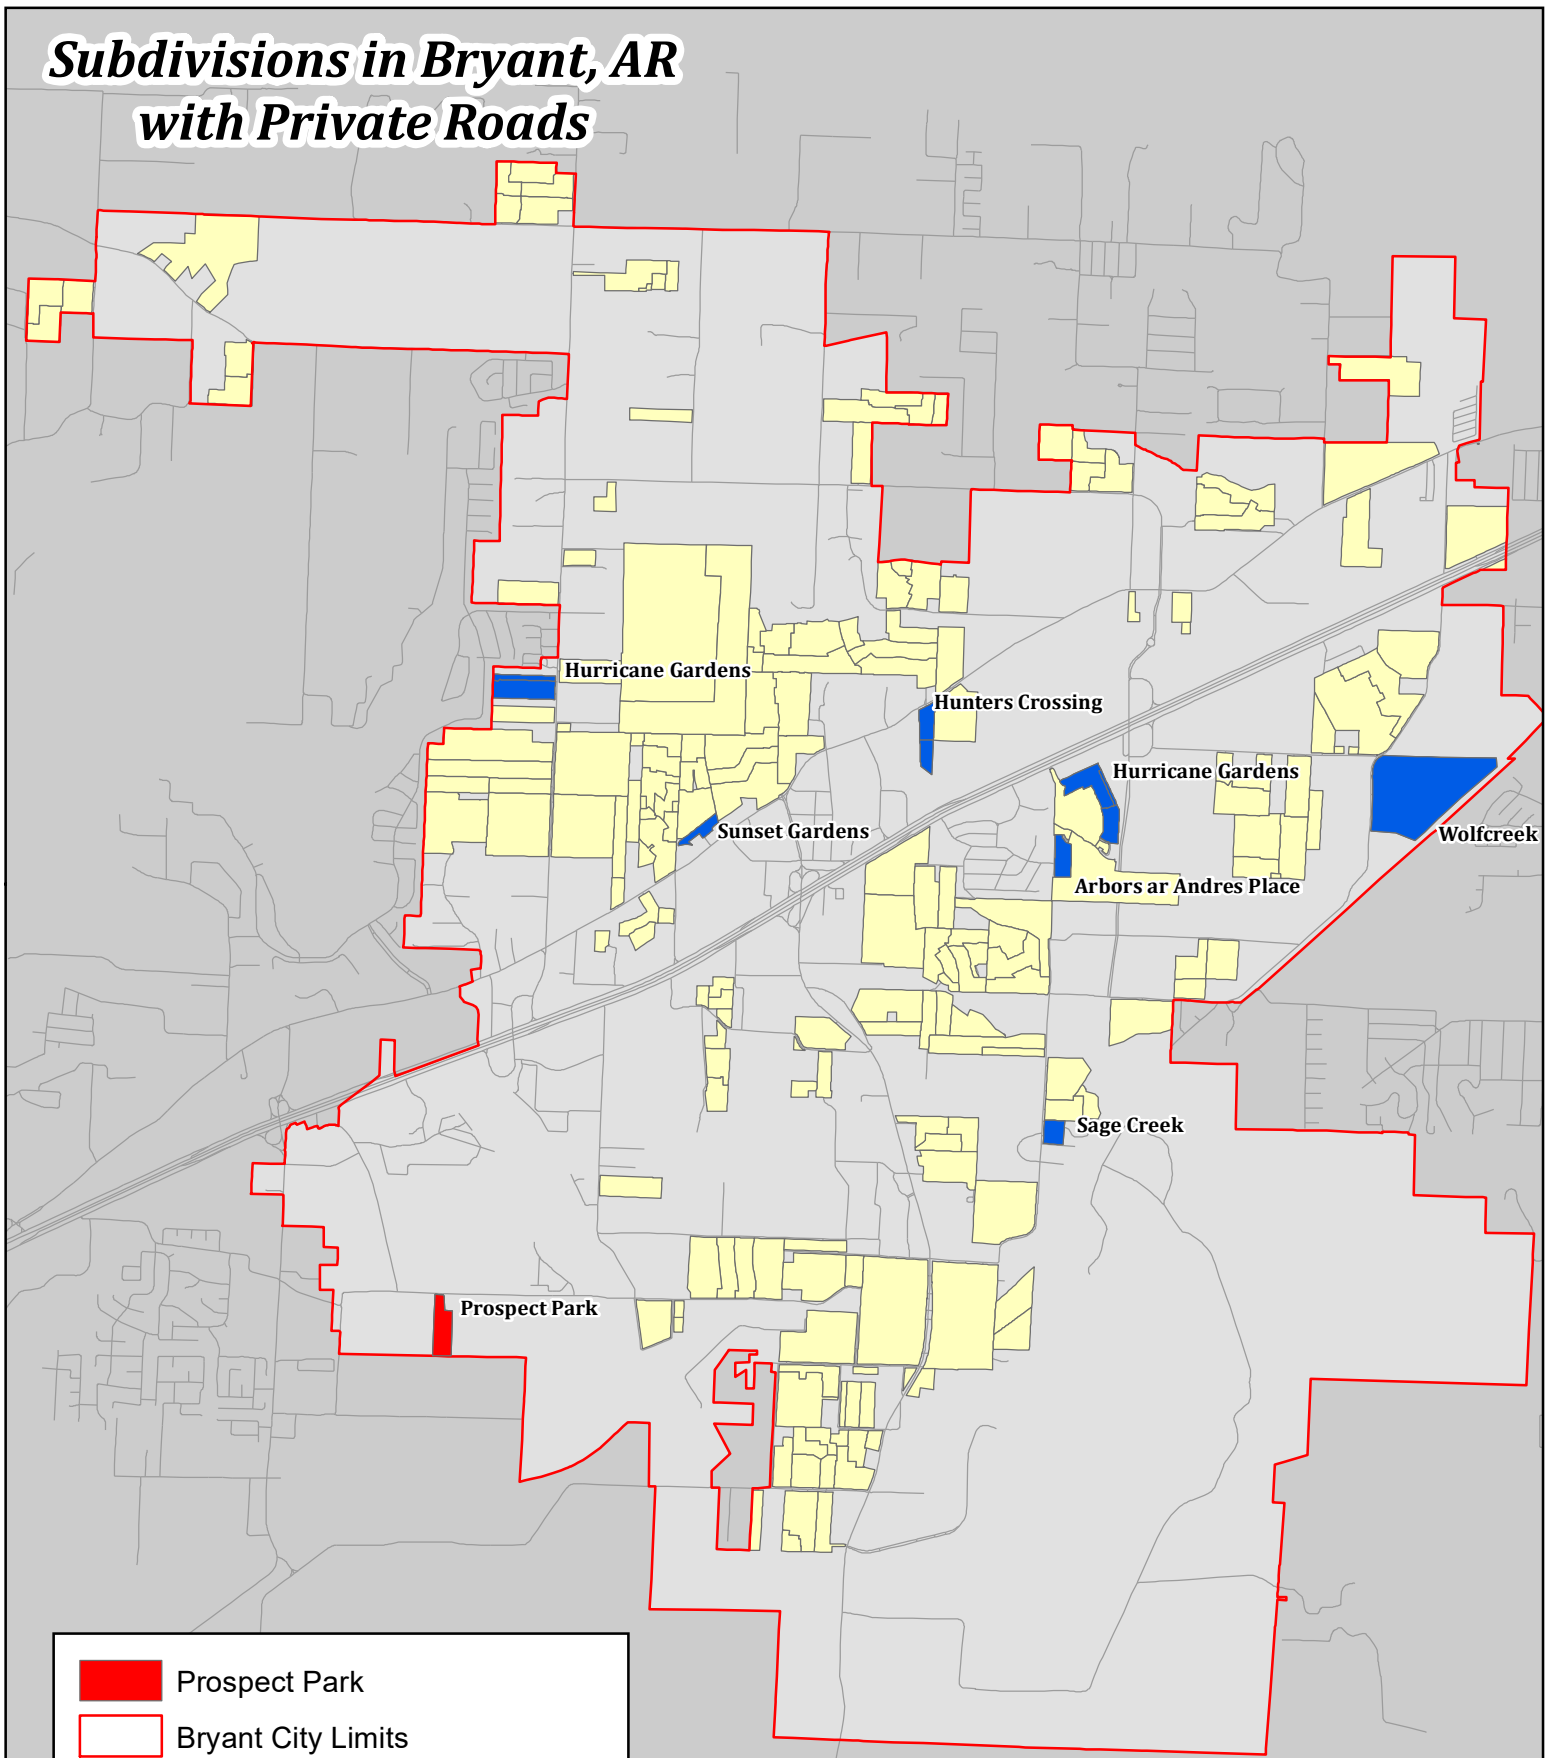 Subdivisions in Bryant, AR
with Private Roads
Hurricane Gardens
Hunters Crossing
Hurricane Gardens
Sunset Gardens
Wolfcreek
Arbors ar Andres Place
Sage Creek
Prospect Park
Prospect Park
Bryant City Limits